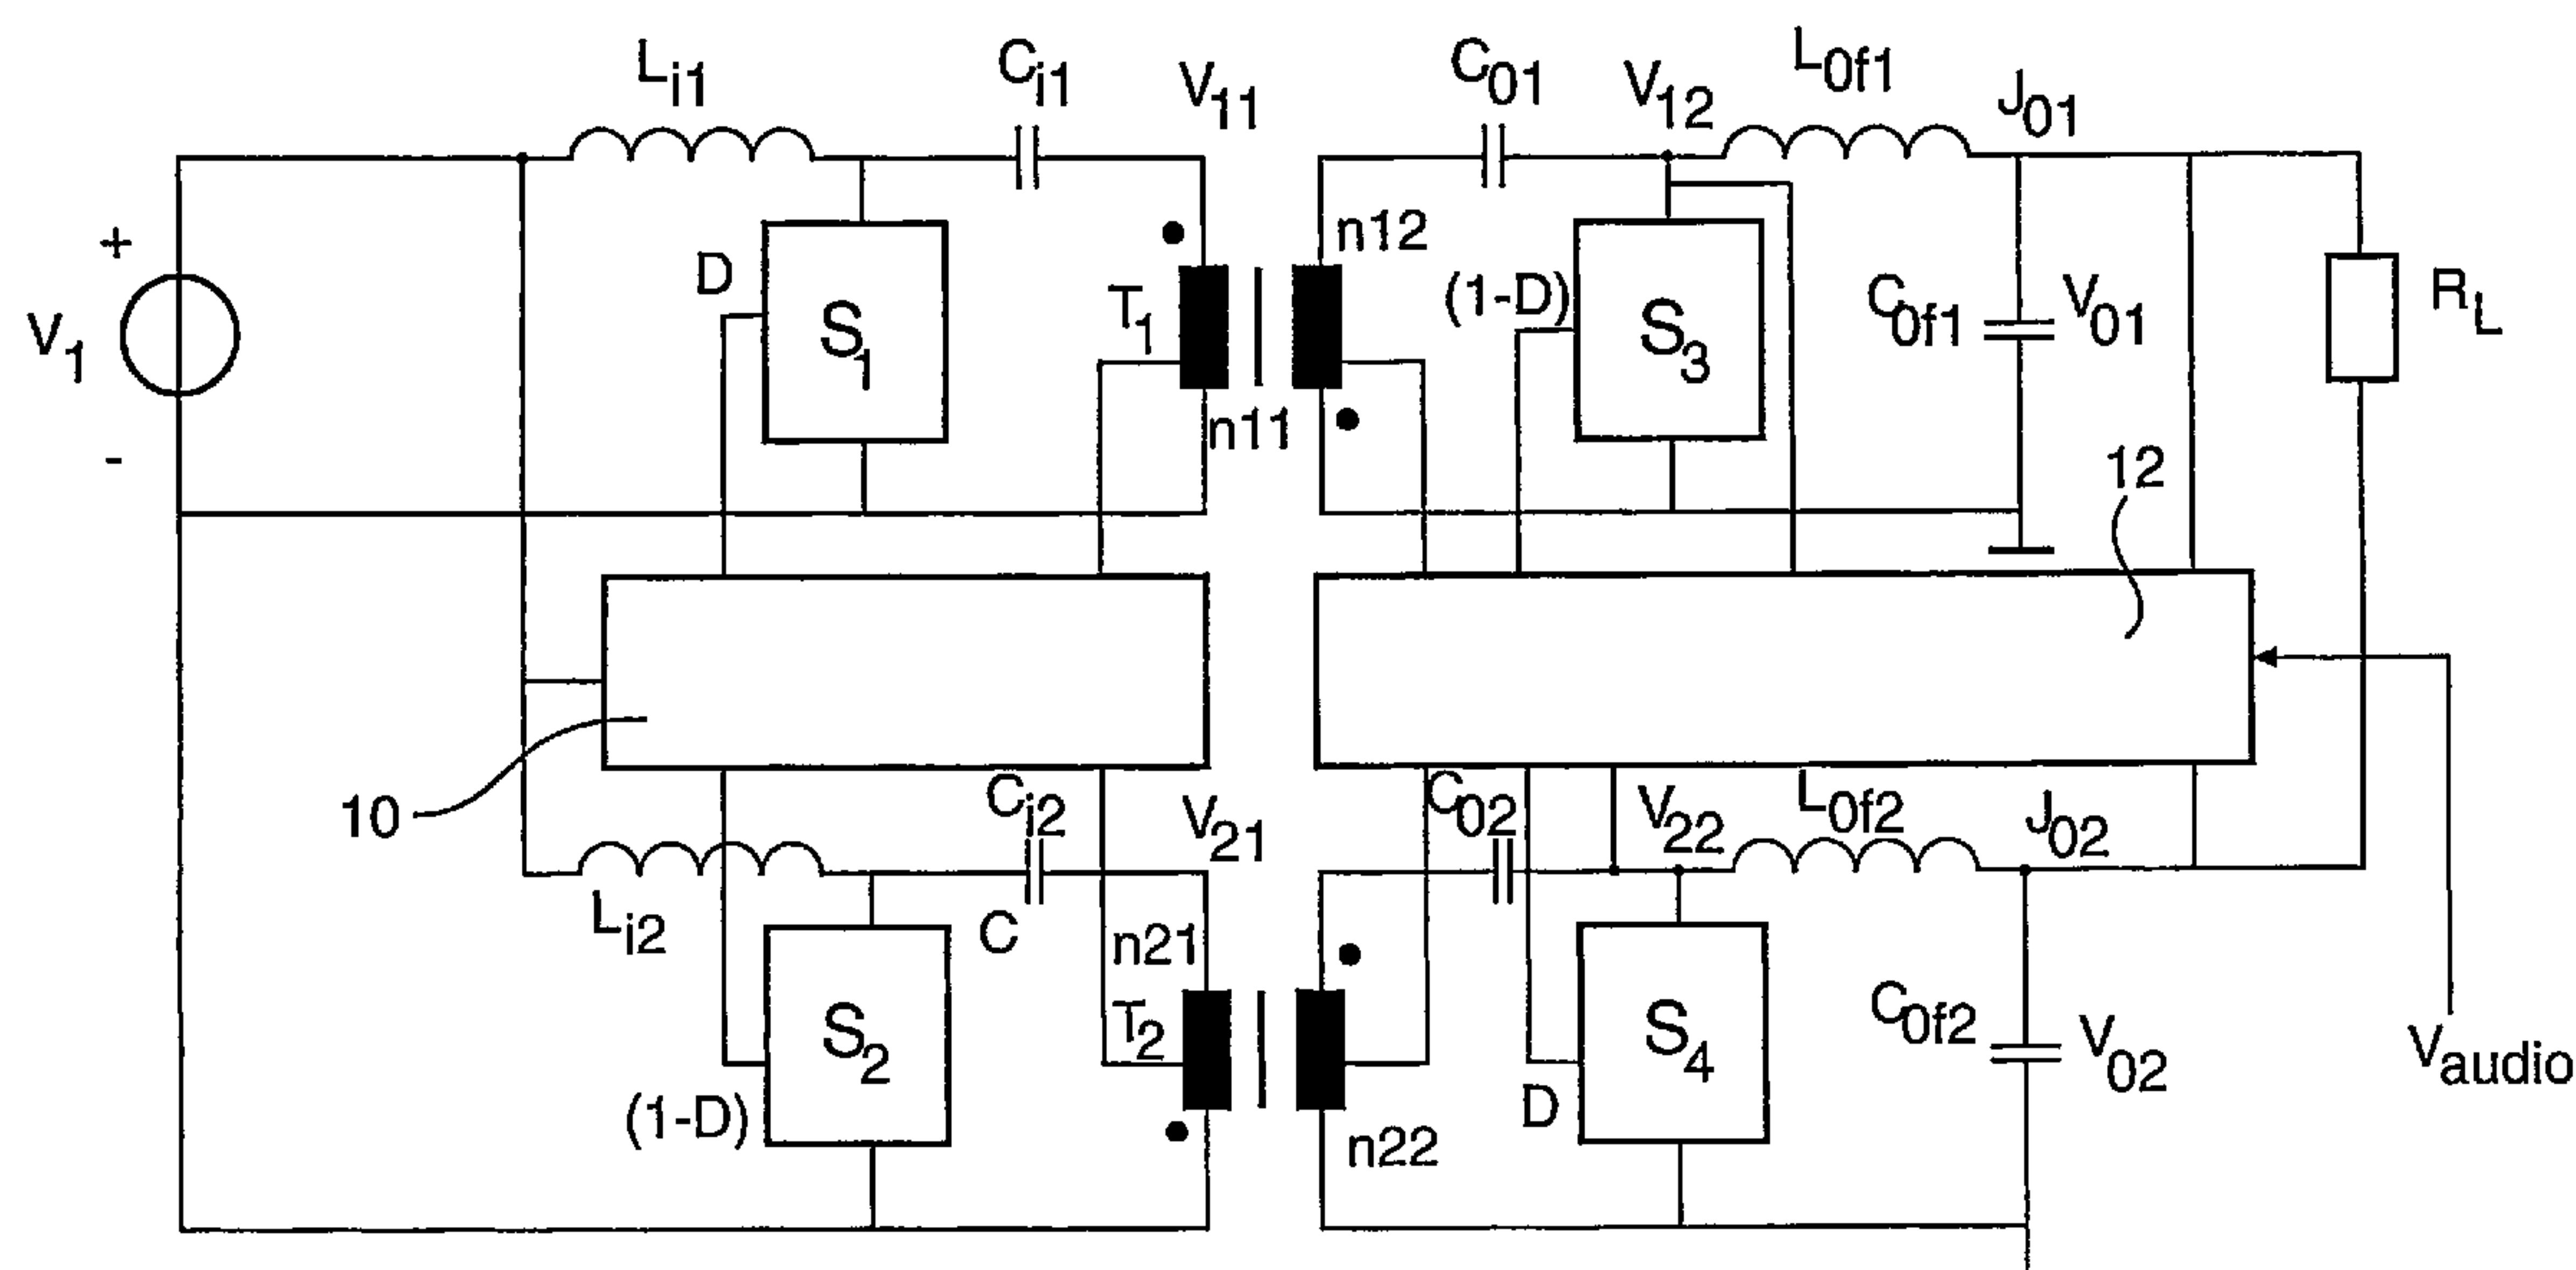 L_i1 C_i1 V_11 C_01 V_12 L_0f1 J_01
+ V_1 -
D S_1 T_1 n11 n12
(1-D) S_3 C_0f1 V_01 R_L
12
10
C_i2 V_21 C_02 V_22 L_0f2 J_02
L_i2 C n21
S_2 T_2 S_4 C_0f2 V_02 V_audio
(1-D) n22 D